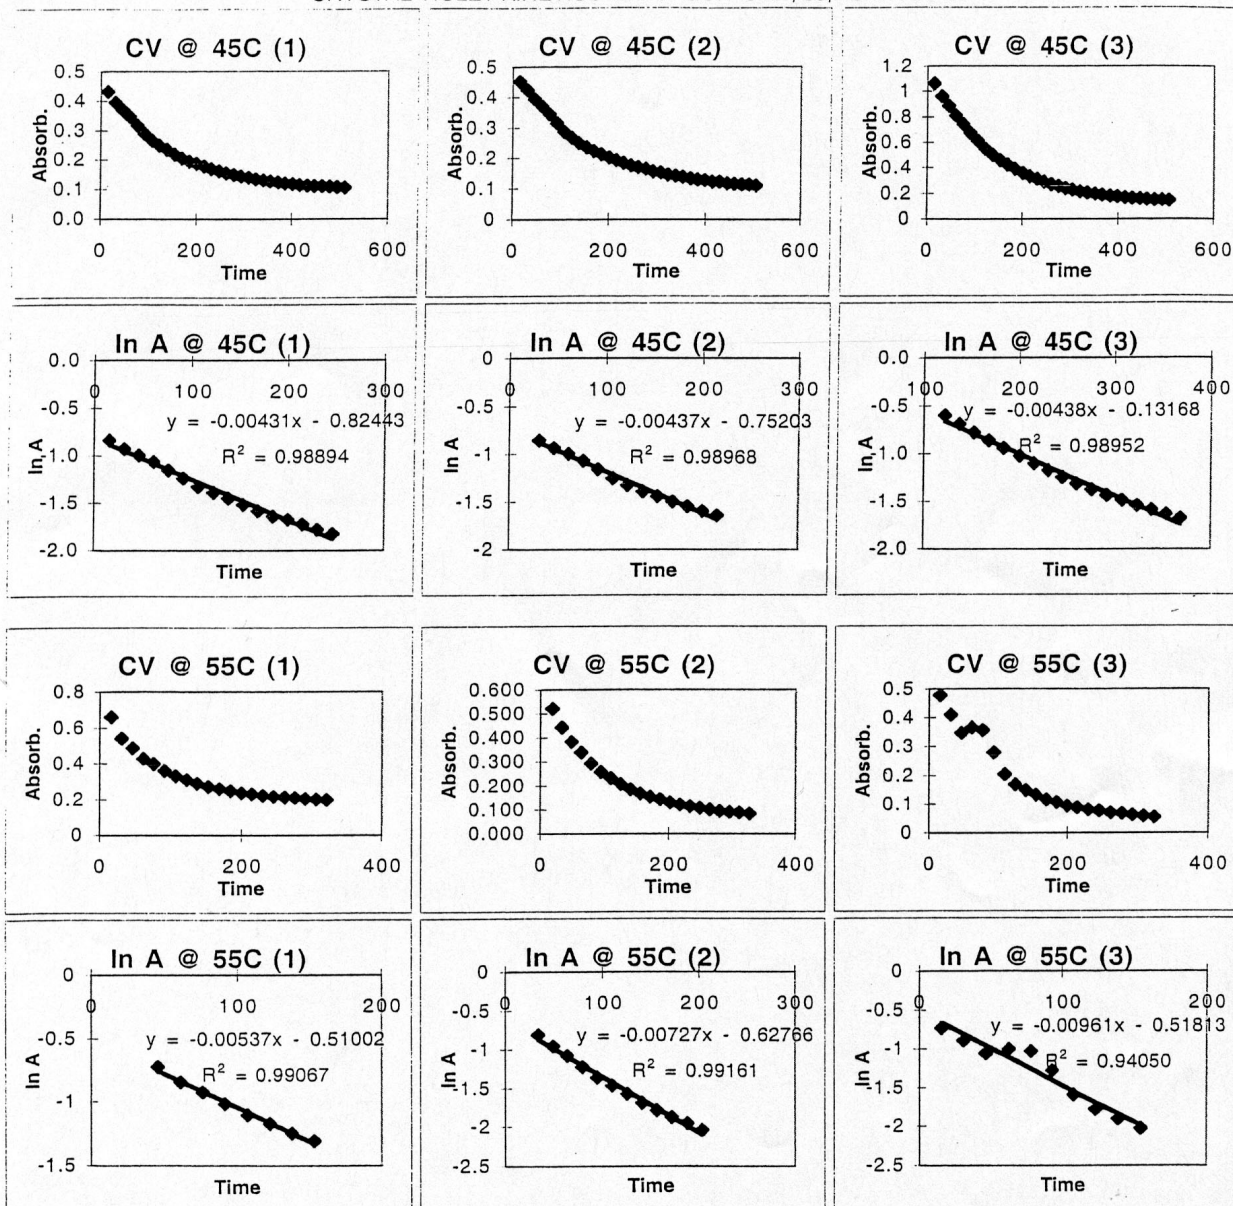 CV @ 45C (1)
Absorb.
0.5
0.4
0.3
0.2
0.1
0.0
0 200 400 600
Time
CV @ 45C (2)
Absorb.
0.5
0.4
0.3
0.2
0.1
0
0 200 400 600
Time
CV @ 45C (3)
Absorb.
1.2
1
0.8
0.6
0.4
0.2
0
0 200 400 600
Time
ln A @ 45C (1)
0.0
0 100 200 300
-0.5
y = -0.00431x - 0.82443
R² = 0.98894
ln A
-1.0
-1.5
-2.0
Time
ln A @ 45C (2)
0
0 100 200 300
-0.5
y = -0.00437x - 0.75203
R² = 0.98968
ln A
-1
-1.5
-2
Time
ln A @ 45C (3)
0.0
100 200 300 400
-0.5
y = -0.00438x - 0.13168
R² = 0.98952
ln A
-1.0
-1.5
-2.0
Time
CV @ 55C (1)
Absorb.
0.8
0.6
0.4
0.2
0
0 200 400
Time
CV @ 55C (2)
Absorb.
0.600
0.500
0.400
0.300
0.200
0.100
0.000
0 200 400
Time
CV @ 55C (3)
Absorb.
0.5
0.4
0.3
0.2
0.1
0
0 200 400
Time
ln A @ 55C (1)
0
0 100 200
-0.5
y = -0.00537x - 0.51002
R² = 0.99067
ln A
-1
-1.5
Time
ln A @ 55C (2)
0
0 100 200 300
-0.5
y = -0.00727x - 0.62766
R² = 0.99161
ln A
-1
-1.5
-2
-2.5
Time
ln A @ 55C (3)
0
0 100 200
-0.5
y = -0.00961x - 0.51813
R² = 0.94050
ln A
-1
-1.5
-2
-2.5
Time